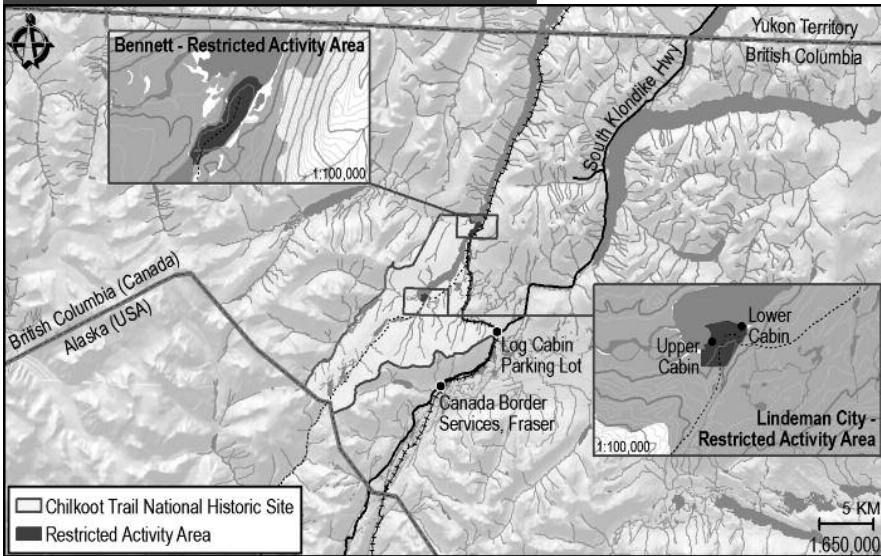 Yukon Territory
British Columbia
Bennett - Restricted Activity Area
1:100,000
South Klondike Hwy
British Columbia (Canada)
Alaska (USA)
Log Cabin
Parking Lot
Canada Border
Services, Fraser
Lower
Cabin
Upper
Cabin
Lindeman City -
Restricted Activity Area
1:100,000
Chilkoot Trail National Historic Site
Restricted Activity Area
5 KM
1:650,000